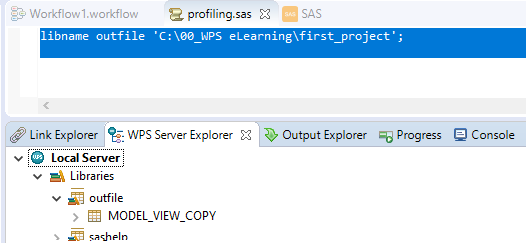 Workflow1.workflow profiling.sas SAS
libname outfile 'C:\00_WPS eLearning\first_project';
Link Explorer WPS Server Explorer Output Explorer Progress Console
WPS Local Server
Libraries
outfile
MODEL_VIEW_COPY
sashelp